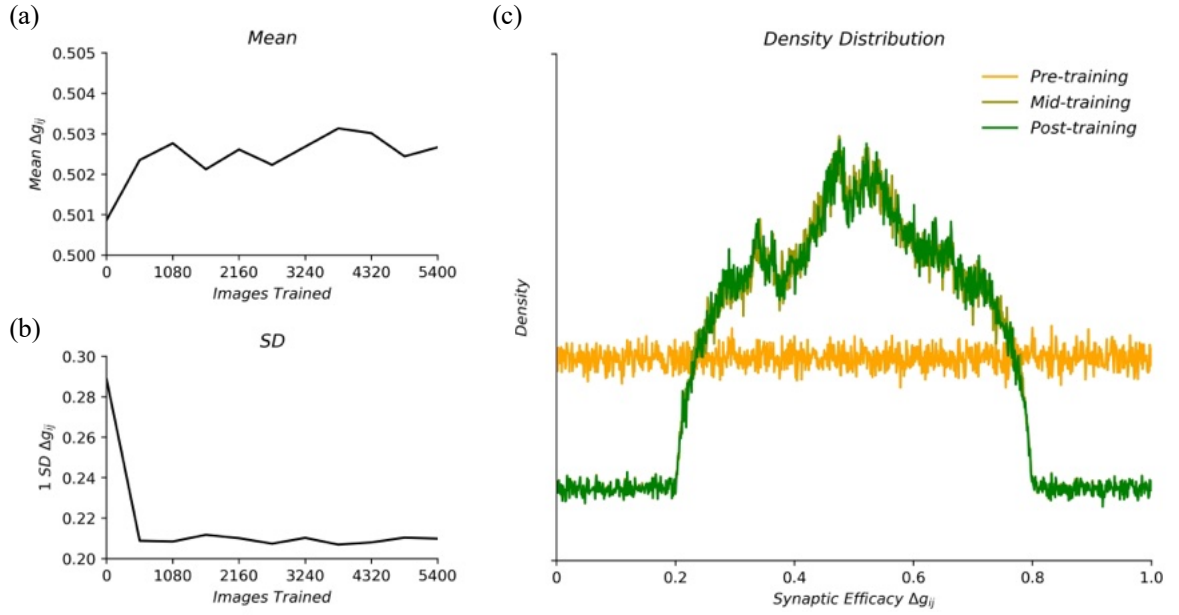 (a)
Mean
0.505
0.504
0.503
0.502
0.501
0.500
Mean Δgij
0
1080
2160
3240
4320
5400
Images Trained
(b)
SD
0.30
0.28
0.26
0.24
0.22
0.20
1 SD Δgij
0
1080
2160
3240
4320
5400
Images Trained
(c)
Density Distribution
Pre-training
Mid-training
Post-training
Density
0
0.2
0.4
0.6
0.8
1.0
Synaptic Efficacy Δgij